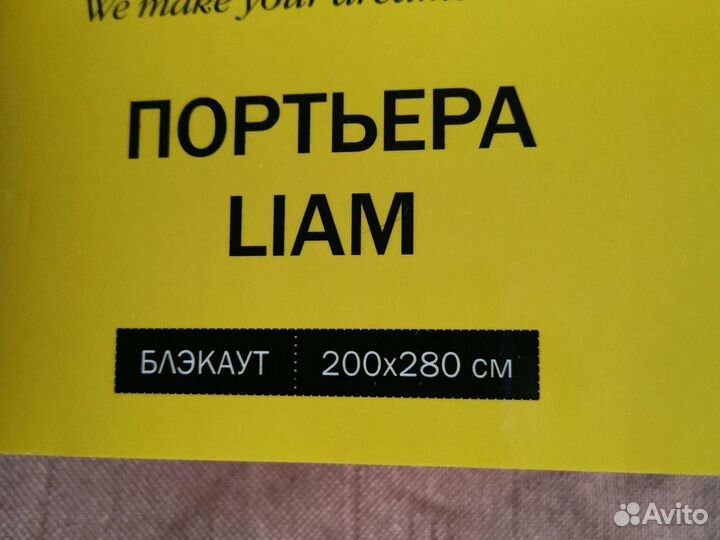 We make your
ПОРТЬЕРА
LIAM
БЛЭКАУТ 200x280 см
Avito